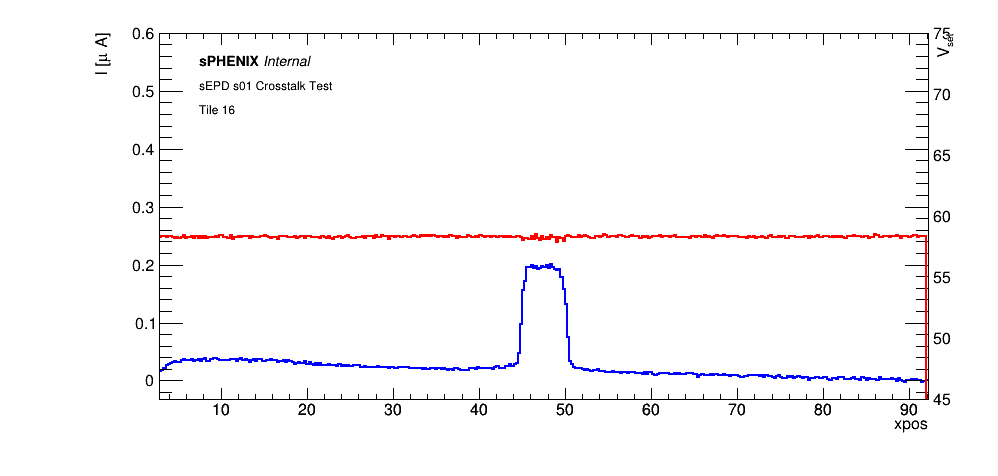 I [μ A]
0.6
0.5
0.4
0.3
0.2
0.1
0
sPHENIX Internal
sEPD s01 Crosstalk Test
Tile 16
75
70
65
60
55
50
45
Vset
10 20 30 40 50 60 70 80 90
xpos